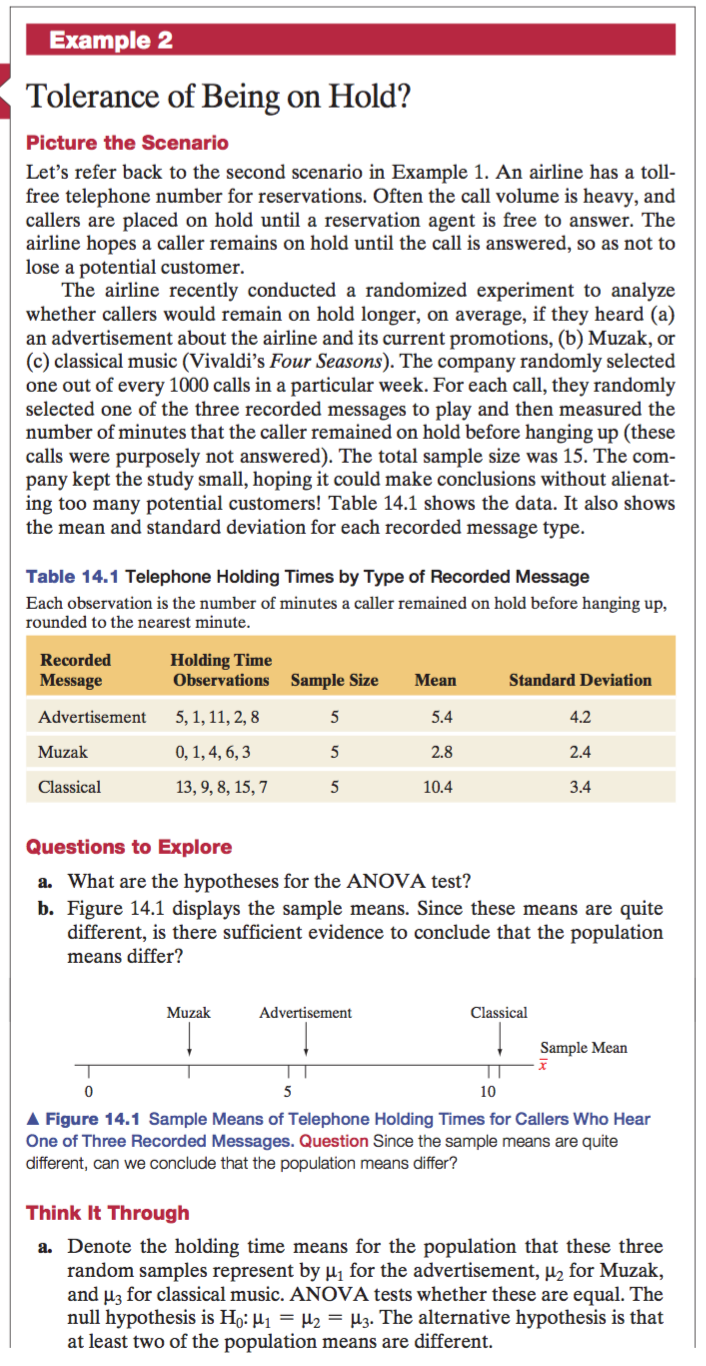 Example 2
Tolerance of Being on Hold?
Picture the Scenario
Let's refer back to the second scenario in Example 1. An airline has a toll-
free telephone number for reservations. Often the call volume is heavy, and
callers are placed on hold until a reservation agent is free to answer. The
airline hopes a caller remains on hold until the call is answered, so as not to
lose a potential customer.
The airline recently conducted a randomized experiment to analyze
whether callers would remain on hold longer, on average, if they heard (a)
an advertisement about the airline and its current promotions, (b) Muzak, or
(c) classical music (Vivaldi's Four Seasons). The company randomly selected
one out of every 1000 calls in a particular week. For each call, they randomly
selected one of the three recorded messages to play and then measured the
number of minutes that the caller remained on hold before hanging up (these
calls were purposely not answered). The total sample size was 15. The com-
pany kept the study small, hoping it could make conclusions without alienat-
ing too many potential customers! Table 14.1 shows the data. It also shows
the mean and standard deviation for each recorded message type.
Table 14.1 Telephone Holding Times by Type of Recorded Message
Each observation is the number of minutes a caller remained on hold before hanging up,
rounded to the nearest minute.
Recorded Message Holding Time Observations Sample Size Mean Standard Deviation
Advertisement 5, 1, 11, 2, 8 5 5.4 4.2
Muzak 0, 1, 4, 6, 3 5 2.8 2.4
Classical 13, 9, 8, 15, 7 5 10.4 3.4
Questions to Explore
a. What are the hypotheses for the ANOVA test?
b. Figure 14.1 displays the sample means. Since these means are quite
different, is there sufficient evidence to conclude that the population
means differ?
Muzak Advertisement Classical
Sample Mean
x̄
0 5 10
▲ Figure 14.1 Sample Means of Telephone Holding Times for Callers Who Hear
One of Three Recorded Messages. Question Since the sample means are quite
different, can we conclude that the population means differ?
Think It Through
a. Denote the holding time means for the population that these three
random samples represent by μ₁ for the advertisement, μ₂ for Muzak,
and μ₃ for classical music. ANOVA tests whether these are equal. The
null hypothesis is H₀: μ₁ = μ₂ = μ₃. The alternative hypothesis is that
at least two of the population means are different.